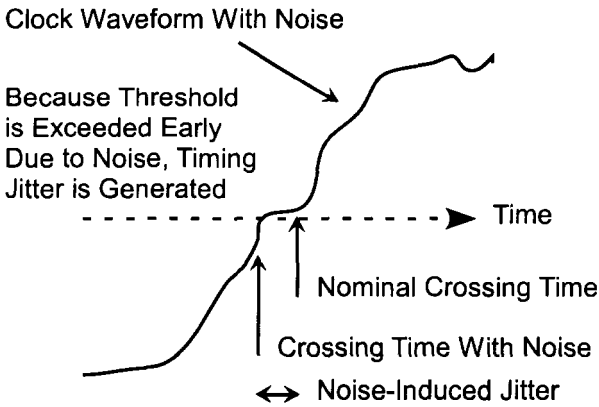 Clock Waveform With Noise
Because Threshold
is Exceeded Early
Due to Noise, Timing
Jitter is Generated
Time
Nominal Crossing Time
Crossing Time With Noise
Noise-Induced Jitter